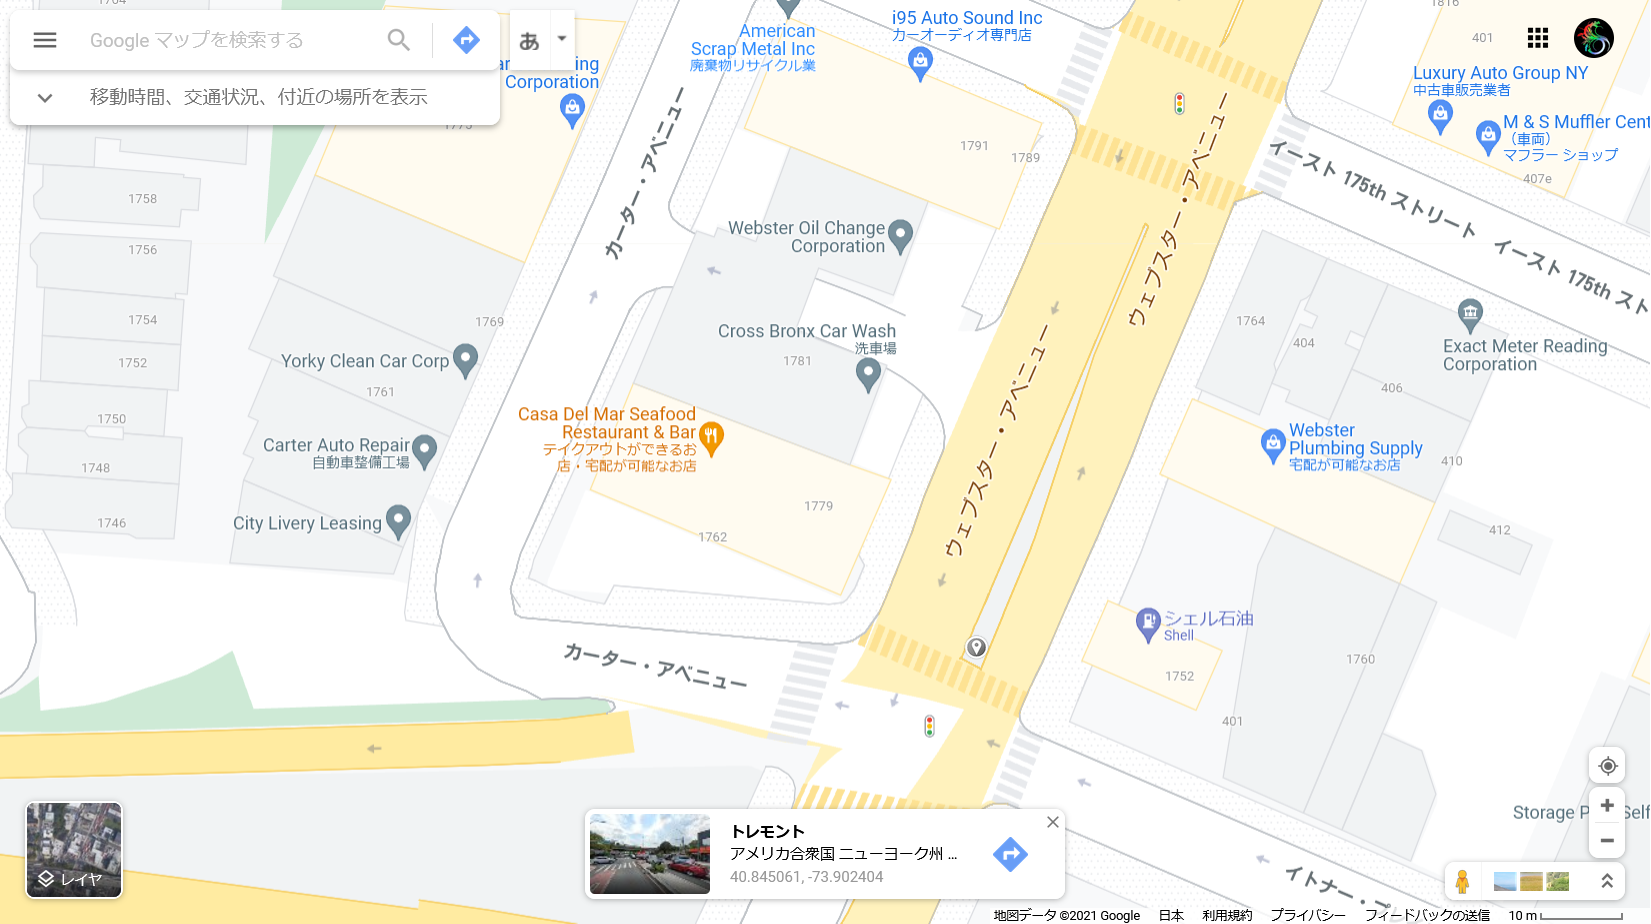 Google マップを検索する
あ
移動時間、交通状況、付近の場所を表示
Corporation
1758
1756
1754
1752
1750
1748
1746
American
Scrap Metal Inc
廃棄物リサイクル業
i95 Auto Sound Inc
カーオーディオ専門店
401
Luxury Auto Group NY
中古車販売業者
M & S Muffler Cent
（車両）
マフラー ショップ
407e
1791
1789
カーター・アベニュー
ウェブスター・アベニュー
イースト 175th ストリート
イースト 175th スト
Webster Oil Change
Corporation
1769
Yorky Clean Car Corp
1761
Cross Bronx Car Wash
洗車場
1781
1764
404
406
Exact Meter Reading
Corporation
Carter Auto Repair
自動車整備工場
Casa Del Mar Seafood
Restaurant & Bar
テイクアウトができるお
店・宅配が可能なお店
ウェブスター・アベニュー
Webster
Plumbing Supply
宅配が可能なお店
410
412
City Livery Leasing
1779
1762
シェル石油
Shell
1752
1760
401
カーター・アベニュー
レイヤ
トレモント
アメリカ合衆国 ニューヨーク州 ...
40.845061, -73.902404
イトナー・
Storage P
Self
地図データ ©2021 Google 日本 利用規約 プライバシー フィードバックの送信 10 m